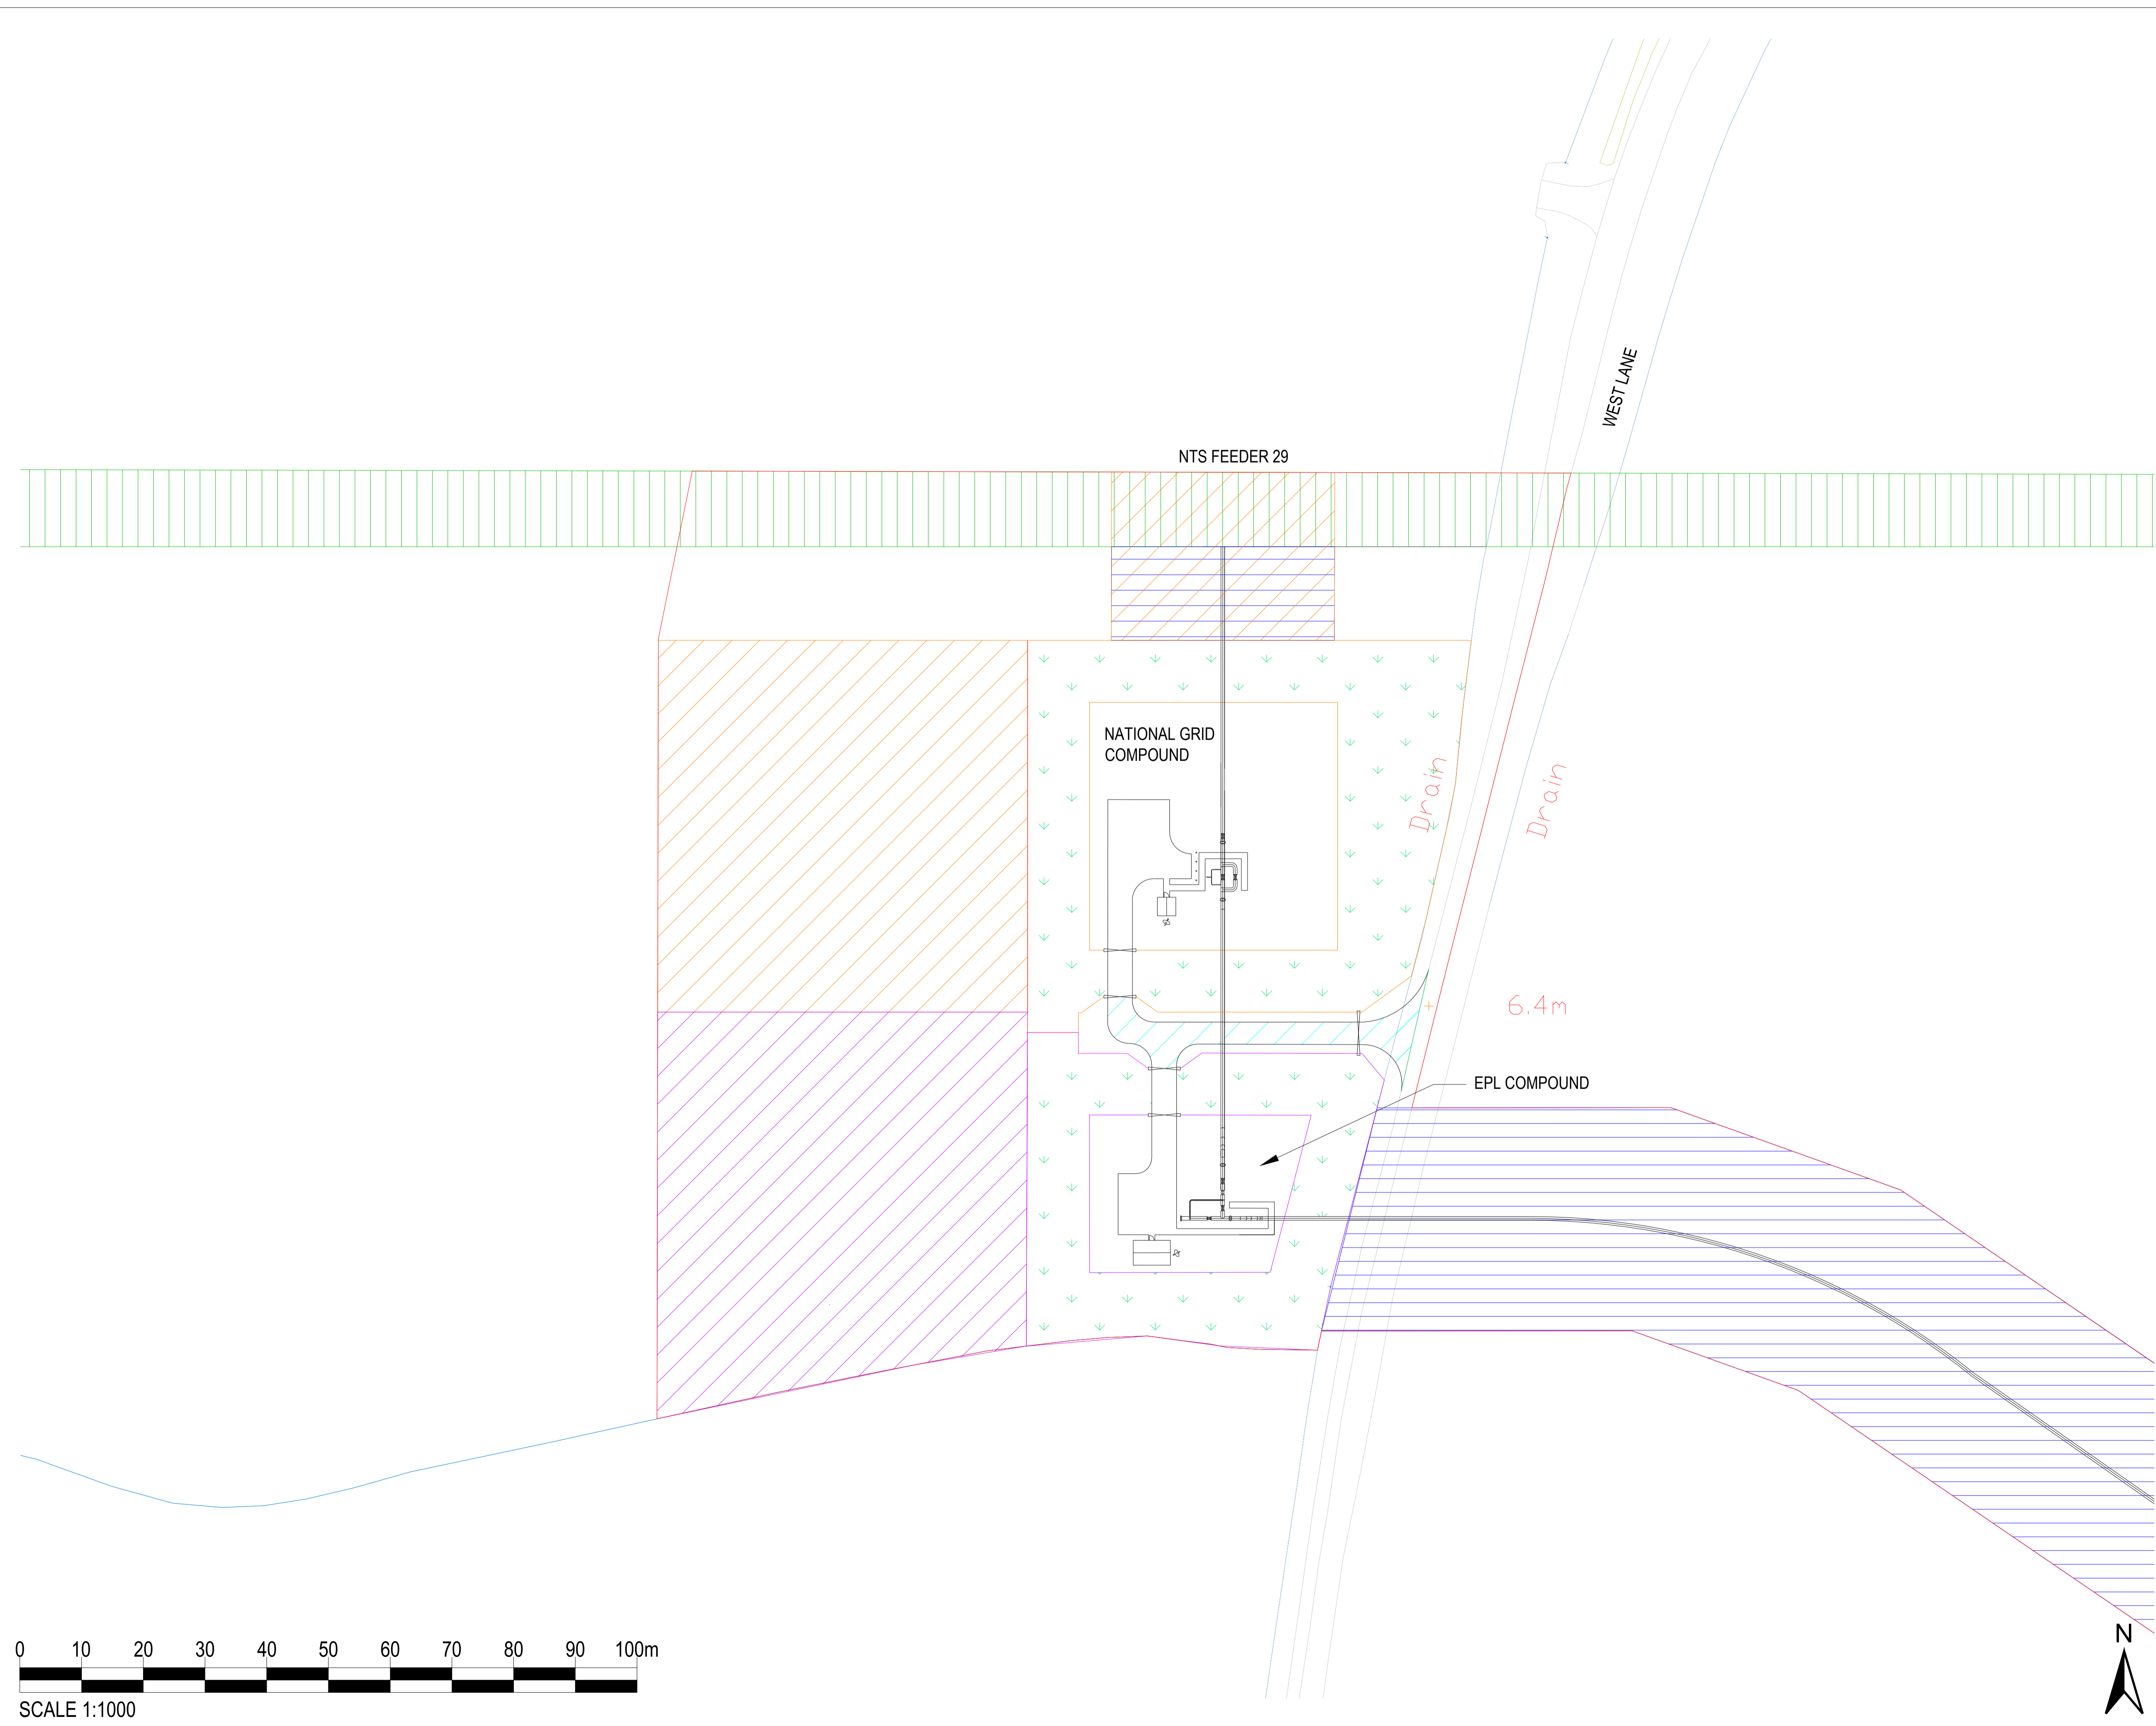 WEST LANE
NTS FEEDER 29
NATIONAL GRID
COMPOUND
Drain
Drain
6.4m
EPL COMPOUND
0 10 20 30 40 50 60 70 80 90 100m
SCALE 1:1000
N